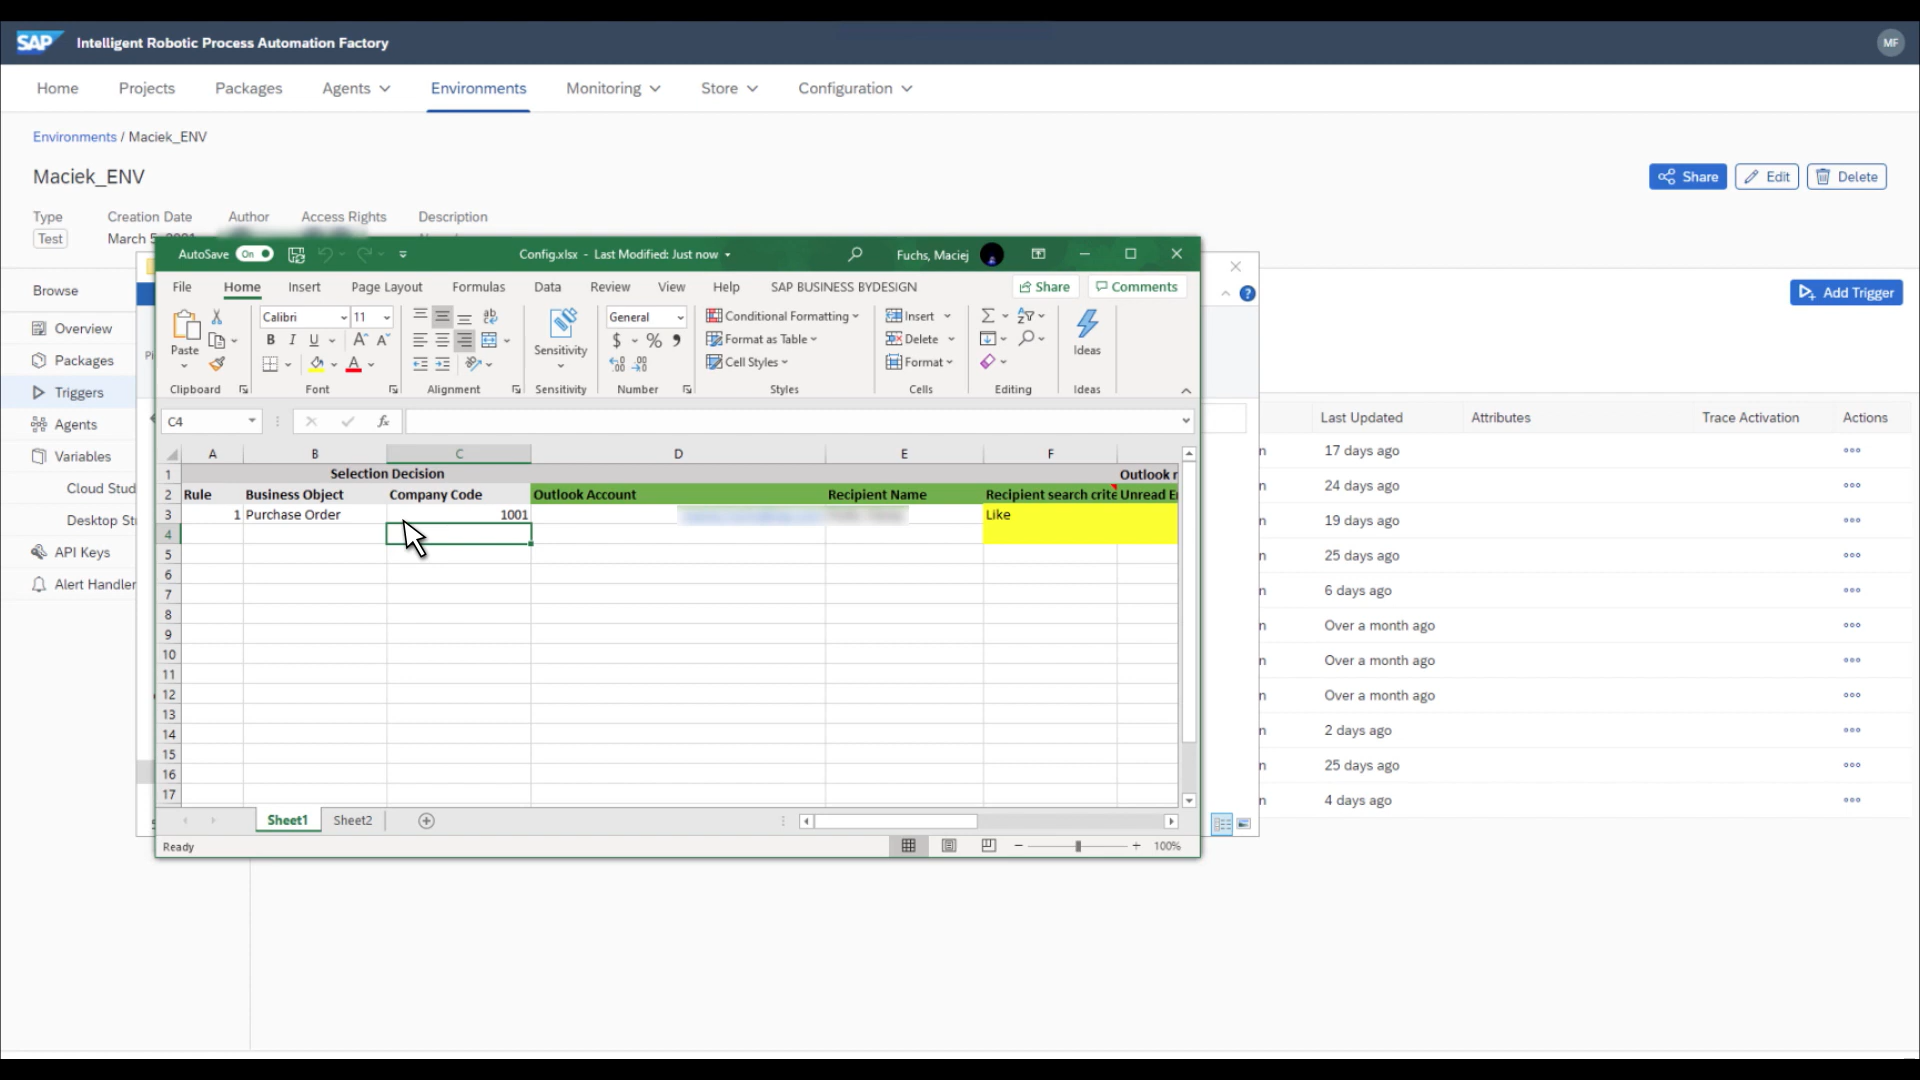 SAP Intelligent Robotic Process Automation Factory MF
Home Projects Packages Agents Environments Monitoring Store Configuration
Environments / Maciek_ENV
Maciek_ENV Share Edit Delete
Type Creation Date Author Access Rights Description
Test March 5
AutoSave On Config.xlsx - Last Modified: Just now Fuchs, Maciej
Browse File Home Insert Page Layout Formulas Data Review View Help SAP BUSINESS BYDESIGN Share Comments Add Trigger
Overview
Packages
Triggers
Agents
Variables
Cloud Stud
Desktop St
API Keys
Alert Handler
Calibri 11 General Conditional Formatting Insert
Paste B I U Sensitivity $ % Format as Table Delete Ideas
Cell Styles Format
Clipboard Font Alignment Sensitivity Number Styles Cells Editing Ideas
C4 fx
A B C D E F
1 Selection Decision Outlook r
2 Rule Business Object Company Code Outlook Account Recipient Name Recipient search crite Unread E
3 1 Purchase Order 1001 Like
4
5
6
7
8
9
10
11
12
13
14
15
16
17
Sheet1 Sheet2
Ready 100%
Last Updated Attributes Trace Activation Actions
n 17 days ago
24 days ago
n 19 days ago
n 25 days ago
n 6 days ago
n Over a month ago
n Over a month ago
n Over a month ago
n 2 days ago
n 25 days ago
n 4 days ago